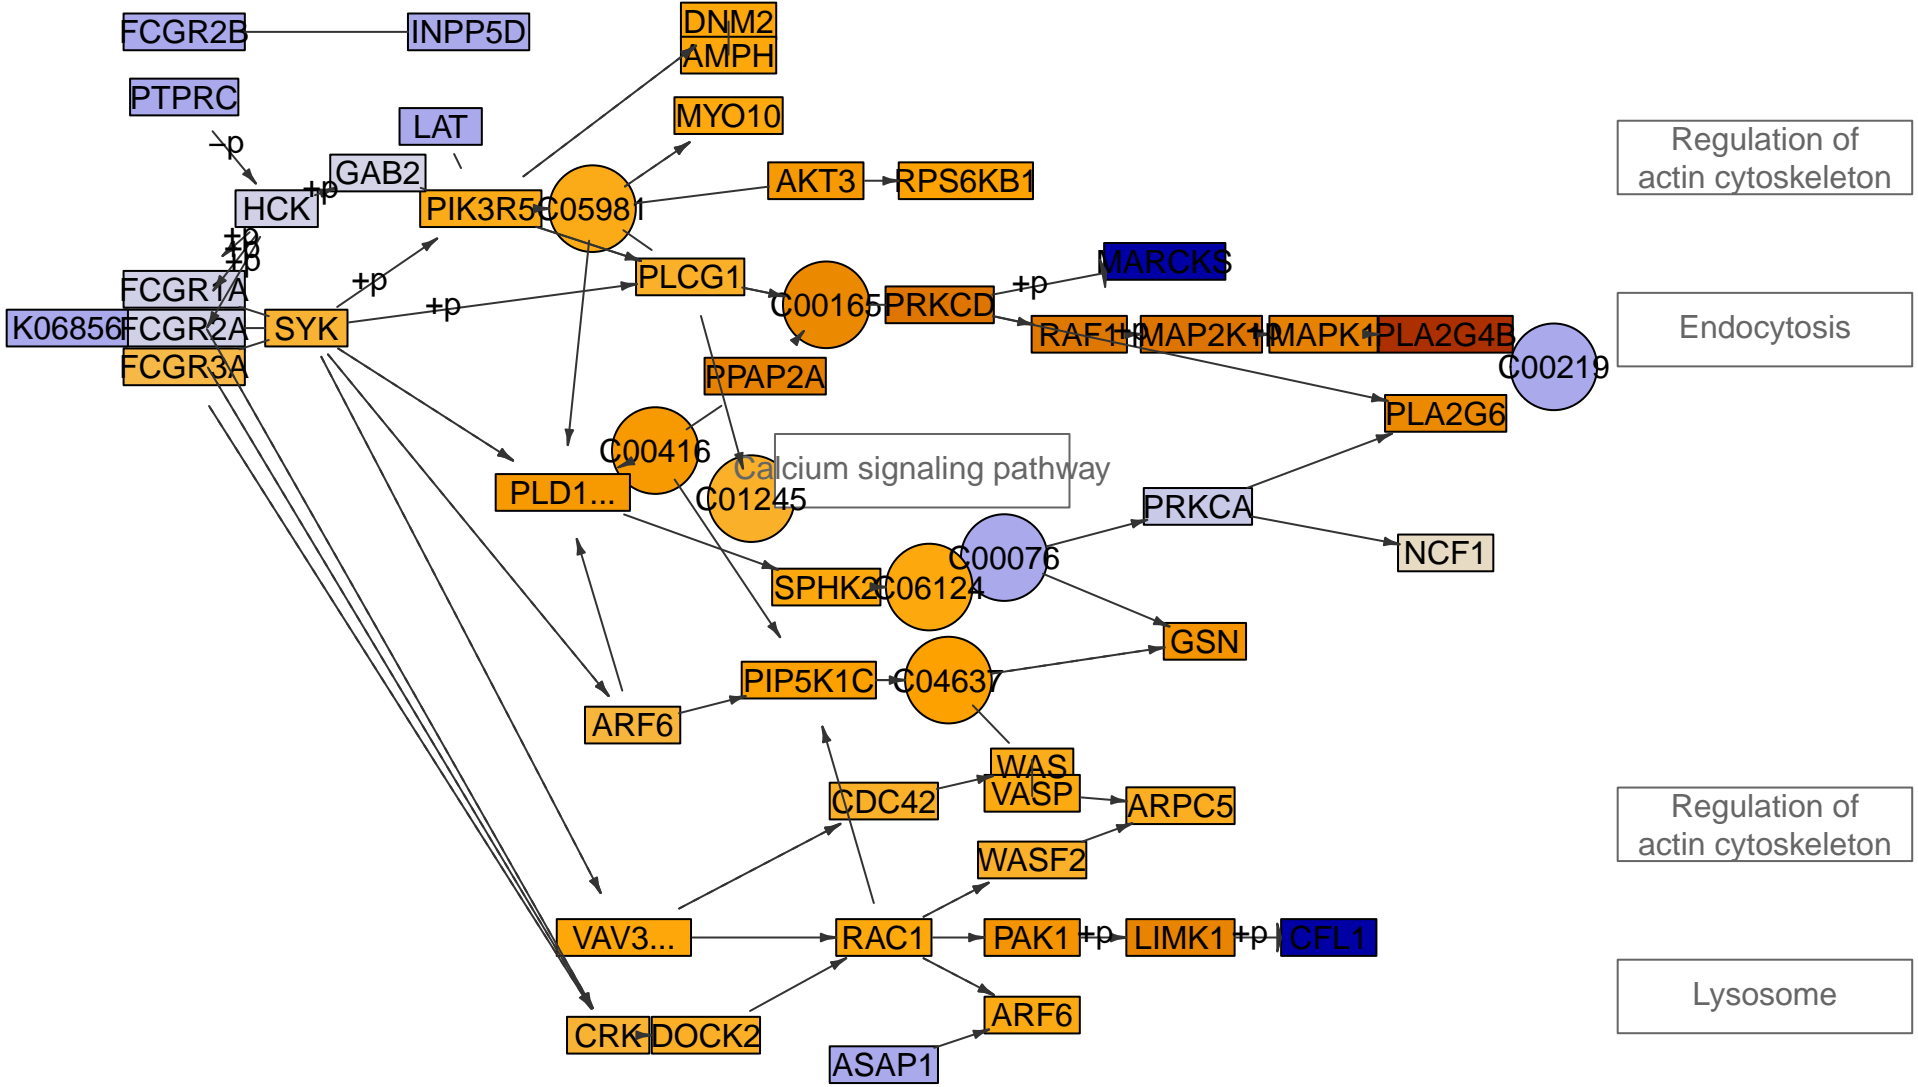 FCGR2B
INPP5D
DNM2
AMPH
PTPRC
MYO10
LAT
–p
Regulation of
actin cytoskeleton
GAB2
+p
AKT3
RPS6KB1
HCK
PIK3R5
C05981
+p
+p
+p
MARCKS
PLCG1
+p
+p
+p
FCGR1A
C00165
PRKCD
K06856
FCGR2A
SYK
RAF1
+p
MAP2K1
+p
MAPK1
PLA2G4B
Endocytosis
FCGR3A
PPAP2A
C00219
PLA2G6
C00416
Calcium signaling pathway
PLD1...
C01245
PRKCA
C00076
NCF1
SPHK2
C06124
GSN
PIP5K1C
C04637
ARF6
WAS
VASP
CDC42
ARPC5
Regulation of
actin cytoskeleton
WASF2
VAV3...
RAC1
PAK1
+p
LIMK1
+p
CFL1
Lysosome
ARF6
CRK
DOCK2
ASAP1